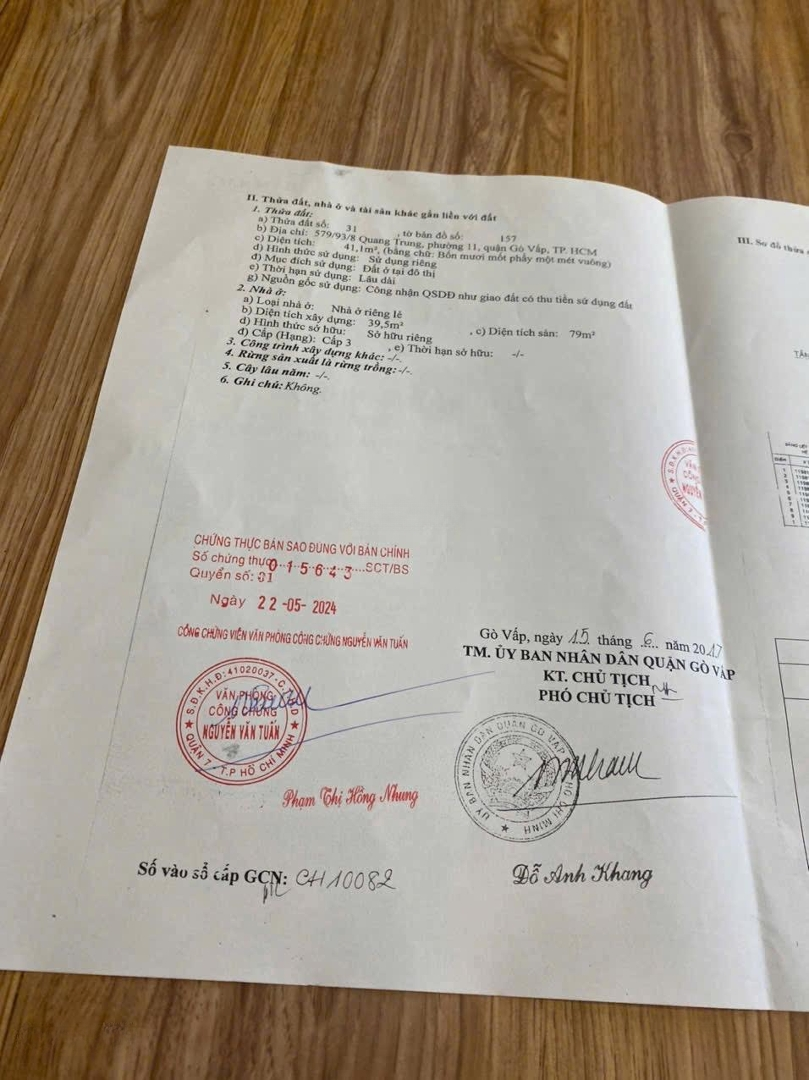 II. Thửa đất, nhà ở và tài sản khác gắn liền với đất
1. Thửa đất:
a) Thửa đất số: 31 , tờ bản đồ số: 157
b) Địa chỉ: 579/93/8 Quang Trung, phường 11, quận Gò Vấp, TP. HCM
c) Diện tích: 41,1m², (bằng chữ: Bốn mươi mốt phẩy một mét vuông)
d) Hình thức sử dụng: Sử dụng riêng
đ) Mục đích sử dụng: Đất ở tại đô thị
e) Thời hạn sử dụng: Lâu dài
g) Nguồn gốc sử dụng: Công nhận QSDĐ như giao đất có thu tiền sử dụng đất
2. Nhà ở:
a) Loại nhà ở: Nhà ở riêng lẻ
b) Diện tích xây dựng: 39,5m² , c) Diện tích sàn: 79m²
d) Hình thức sở hữu: Sở hữu riêng
đ) Cấp (Hạng): Cấp 3 , e) Thời hạn sở hữu: -/-
3. Công trình xây dựng khác: -/-.
4. Rừng sản xuất là rừng trồng: -/-.
5. Cây lâu năm: -/-.
6. Ghi chú: Không.
CHỨNG THỰC BẢN SAO ĐÚNG VỚI BẢN CHÍNH
Số chứng thực 015643 SCT/BS
Quyển số: 01
Ngày 22-05-2024
CÔNG CHỨNG VIÊN VĂN PHÒNG CÔNG CHỨNG NGUYỄN VĂN TUẤN
S.Đ.K.H.Đ: 41020037-C
VĂN PHÒNG
CÔNG CHỨNG
NGUYỄN VĂN TUẤN
QUẬN 7 - T.P HỒ CHÍ MINH
Phạm Thị Hồng Nhung
Số vào sổ cấp GCN: CH10082
Gò Vấp, ngày 15 tháng 6 năm 2017
TM. ỦY BAN NHÂN DÂN QUẬN GÒ VẤP
KT. CHỦ TỊCH
PHÓ CHỦ TỊCH
ỦY BAN NHÂN DÂN QUẬN GÒ VẤP
HỒ CHÍ MINH
Đỗ Anh Khang
III. Sơ đồ thửa